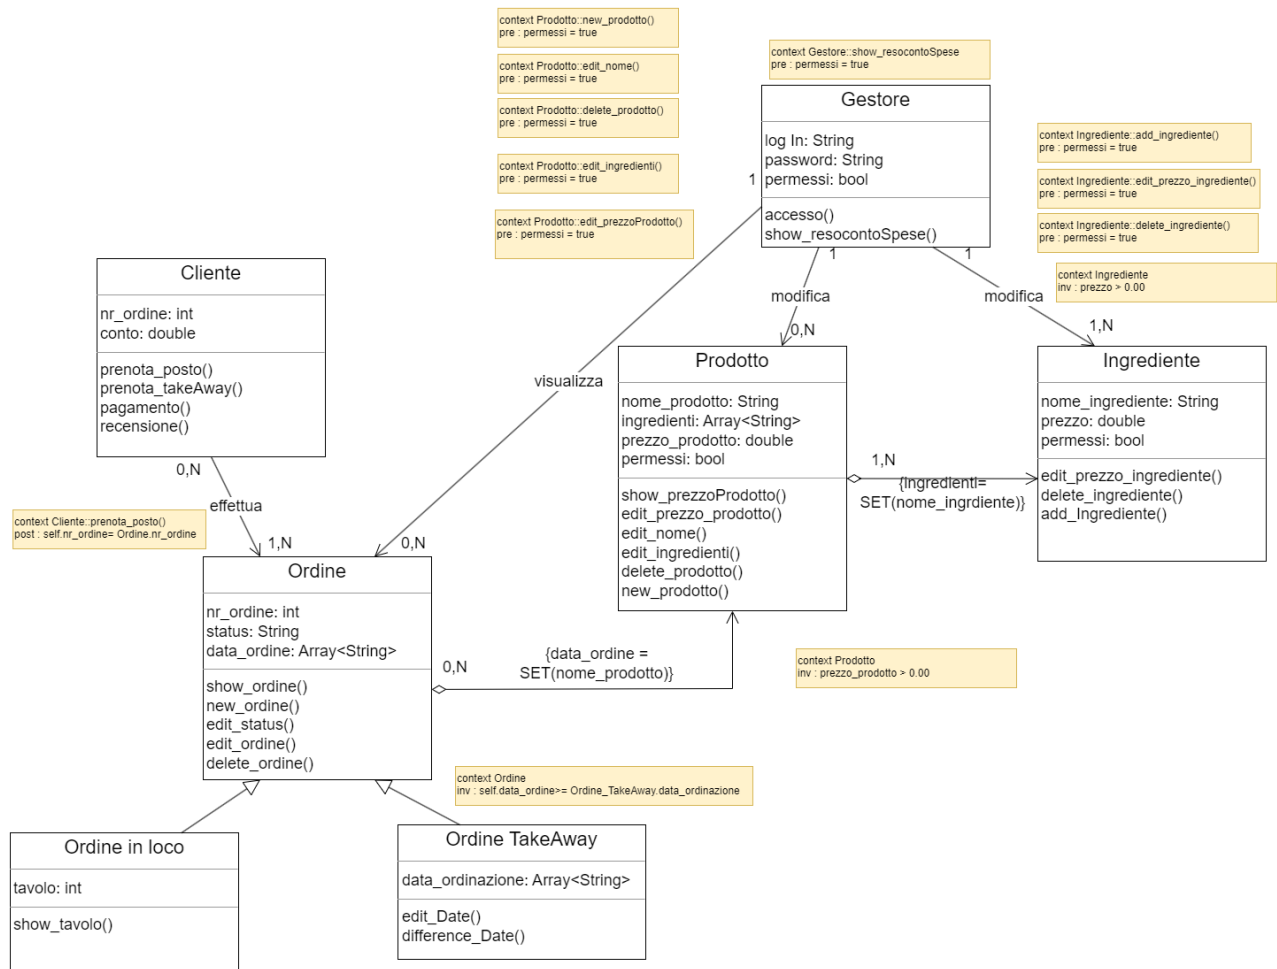 context Prodotto::new_prodotto()
pre : permessi = true
context Prodotto::edit_nome()
pre : permessi = true
context Prodotto::delete_prodotto()
pre : permessi = true
context Prodotto::edit_ingredienti()
pre : permessi = true
context Prodotto::edit_prezzoProdotto()
pre : permessi = true
context Gestore::show_resocontoSpese
pre : permessi = true
Gestore
log In: String
password: String
permessi: bool
accesso()
show_resocontoSpese()
1
1
1
context Ingrediente::add_ingrediente()
pre : permessi = true
context Ingrediente::edit_prezzo_ingrediente()
pre : permessi = true
context Ingrediente::delete_ingrediente()
pre : permessi = true
context Ingrediente
inv : prezzo > 0.00
modifica
modifica
0,N
1,N
visualizza
Cliente
nr_ordine: int
conto: double
prenota_posto()
prenota_takeAway()
pagamento()
recensione()
0,N
effettua
1,N
0,N
context Cliente::prenota_posto()
post : self.nr_ordine= Ordine.nr_ordine
Prodotto
nome_prodotto: String
ingredienti: Array<String>
prezzo_prodotto: double
permessi: bool
show_prezzoProdotto()
edit_prezzo_prodotto()
edit_nome()
edit_ingredienti()
delete_prodotto()
new_prodotto()
1,N
{ingredienti=
SET(nome_ingrdiente)}
Ingrediente
nome_ingrediente: String
prezzo: double
permessi: bool
edit_prezzo_ingrediente()
delete_ingrediente()
add_Ingrediente()
Ordine
nr_ordine: int
status: String
data_ordine: Array<String>
show_ordine()
new_ordine()
edit_status()
edit_ordine()
delete_ordine()
0,N
{data_ordine =
SET(nome_prodotto)}
context Prodotto
inv : prezzo_prodotto > 0.00
context Ordine
inv : self.data_ordine>= Ordine_TakeAway.data_ordinazione
Ordine in loco
tavolo: int
show_tavolo()
Ordine TakeAway
data_ordinazione: Array<String>
edit_Date()
difference_Date()